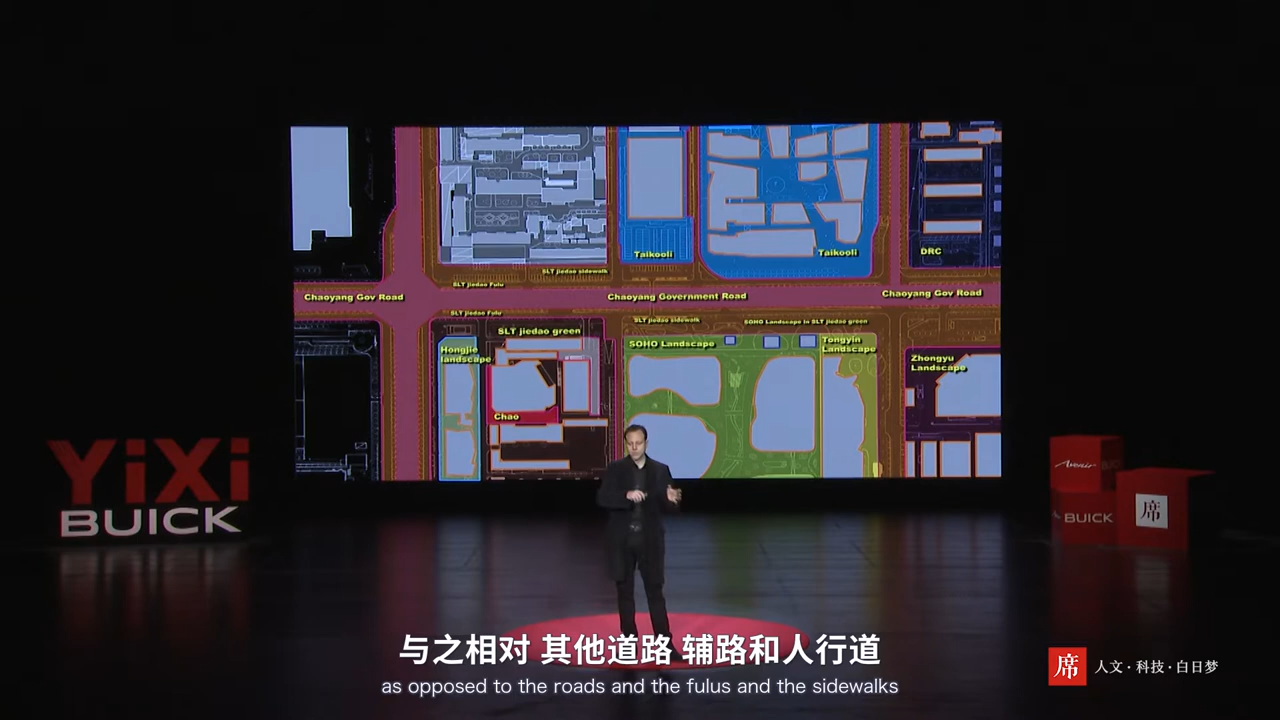 Taikooli
Taikooli
DRC
SLT jiedao sidewalk
SLT jiedao Fulu
Chaoyang Gov Road
Chaoyang Government Road
Chaoyang Gov Road
SLT jiedao Fulu
SLT jiedao sidewalk
SOHO Landscape in SLT jiedao green
SLT jiedao green
Hongjie
landscape
SOHO Landscape
Tongyin
Landscape
Zhongyu
Landscape
Chao
YiXi
BUICK
Avenir
BUICK
席
与之相对 其他道路 辅路和人行道
as opposed to the roads and the fulus and the sidewalks
席 人文·科技·白日梦